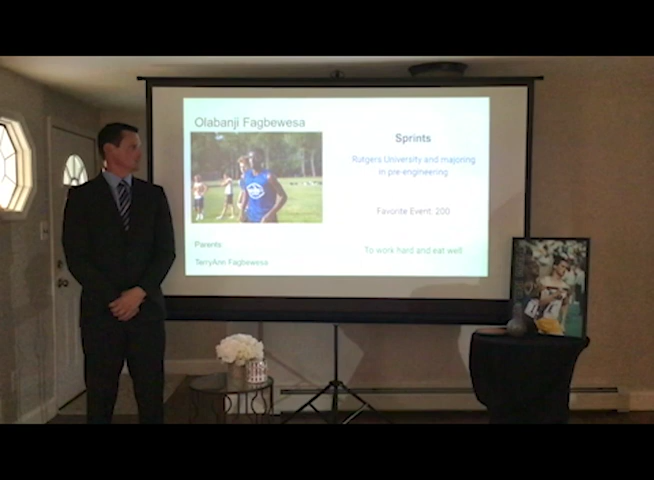 Olabanji Fagbewesa
Sprints
Rutgers University and majoring
in pre-engineering
Favorite Event: 200
Parents
TerryAnn Fagbewesa
To work hard and eat well!